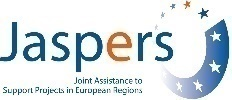 Jaspers
Joint Assistance to
Support Projects in European Regions